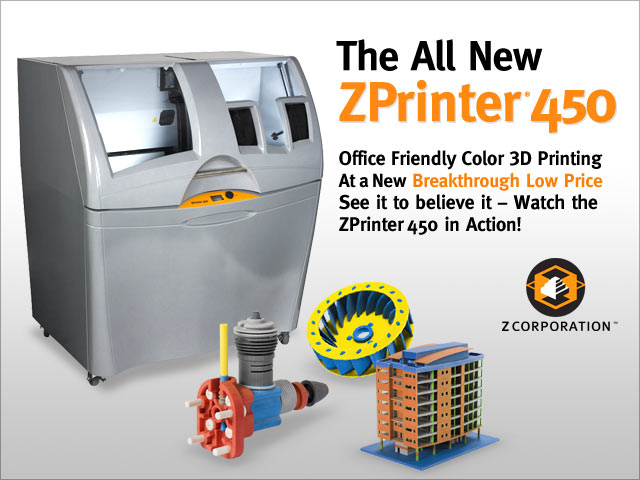 The All New
ZPrinter® 450
Office Friendly Color 3D Printing
At a New Breakthrough Low Price
See it to believe it – Watch the
ZPrinter 450 in Action!
Z CORPORATION™